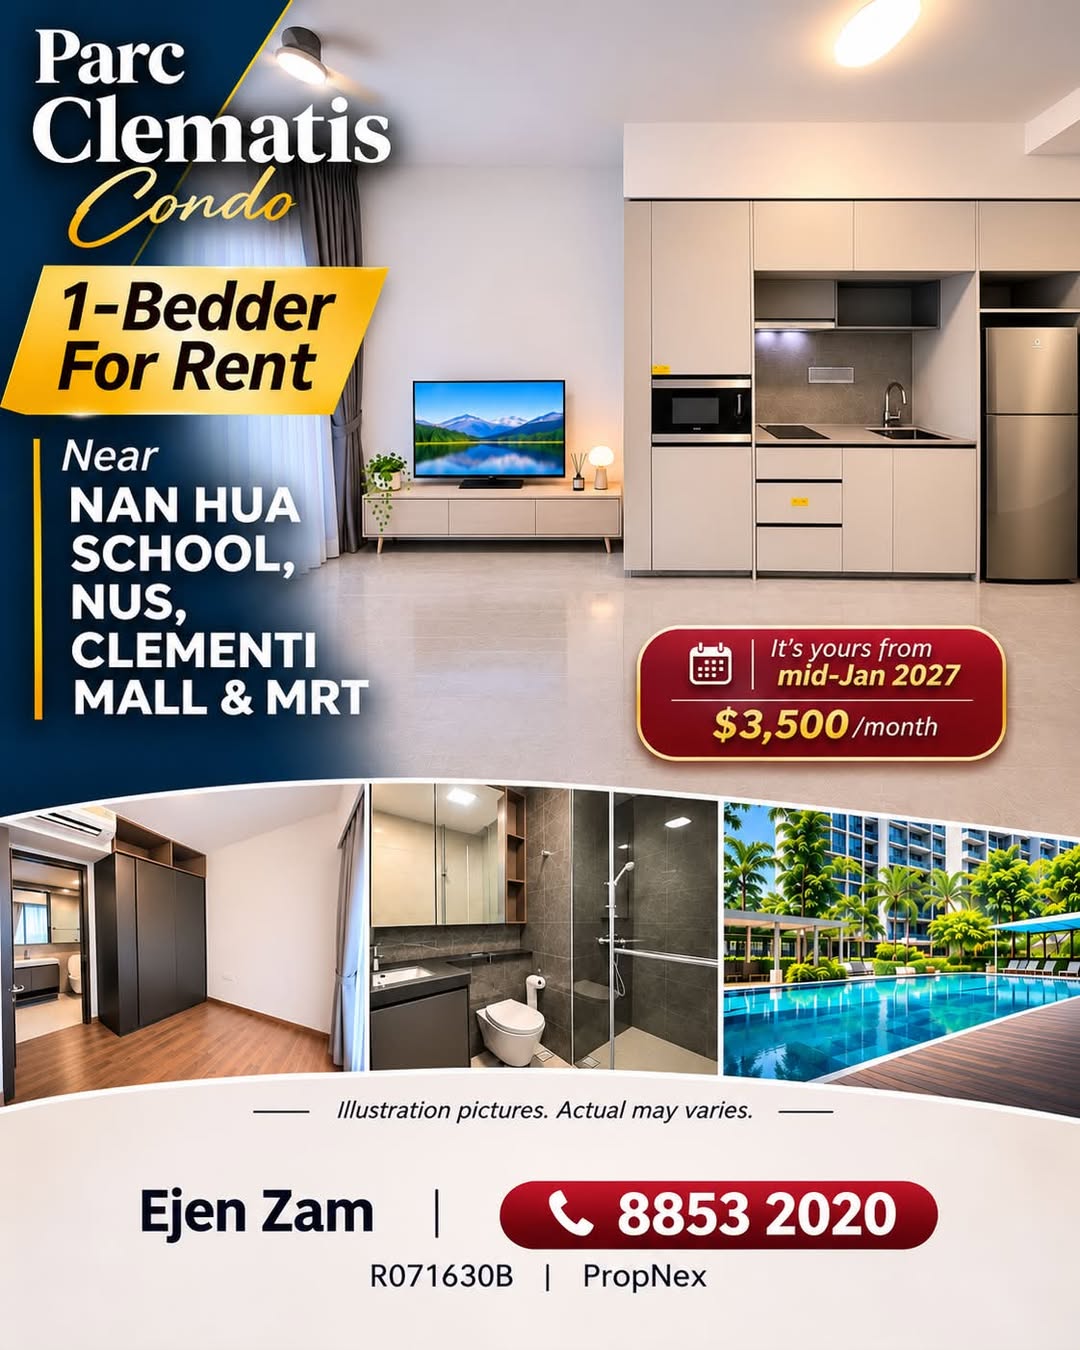 Parc
Clematis
Condo
1-Bedder
For Rent
Near
NAN HUA
SCHOOL,
NUS,
CLEMENTI
MALL & MRT
It's yours from
mid-Jan 2027
$3,500/month
Illustration pictures. Actual may varies.
Ejen Zam | 8853 2020
R071630B | PropNex